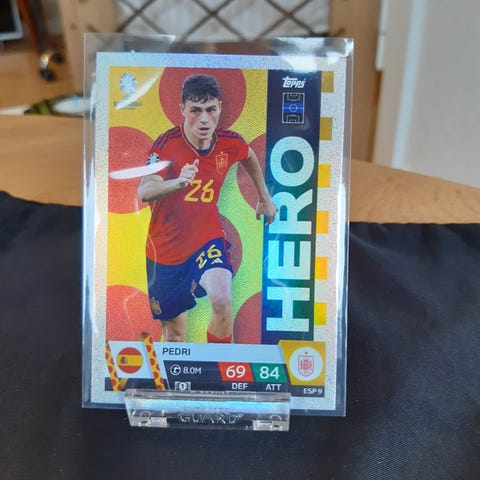 topps
HERO
26
26
PEDRI
8.0M
69
84
DEF
ATT
ESP 9
GUARD